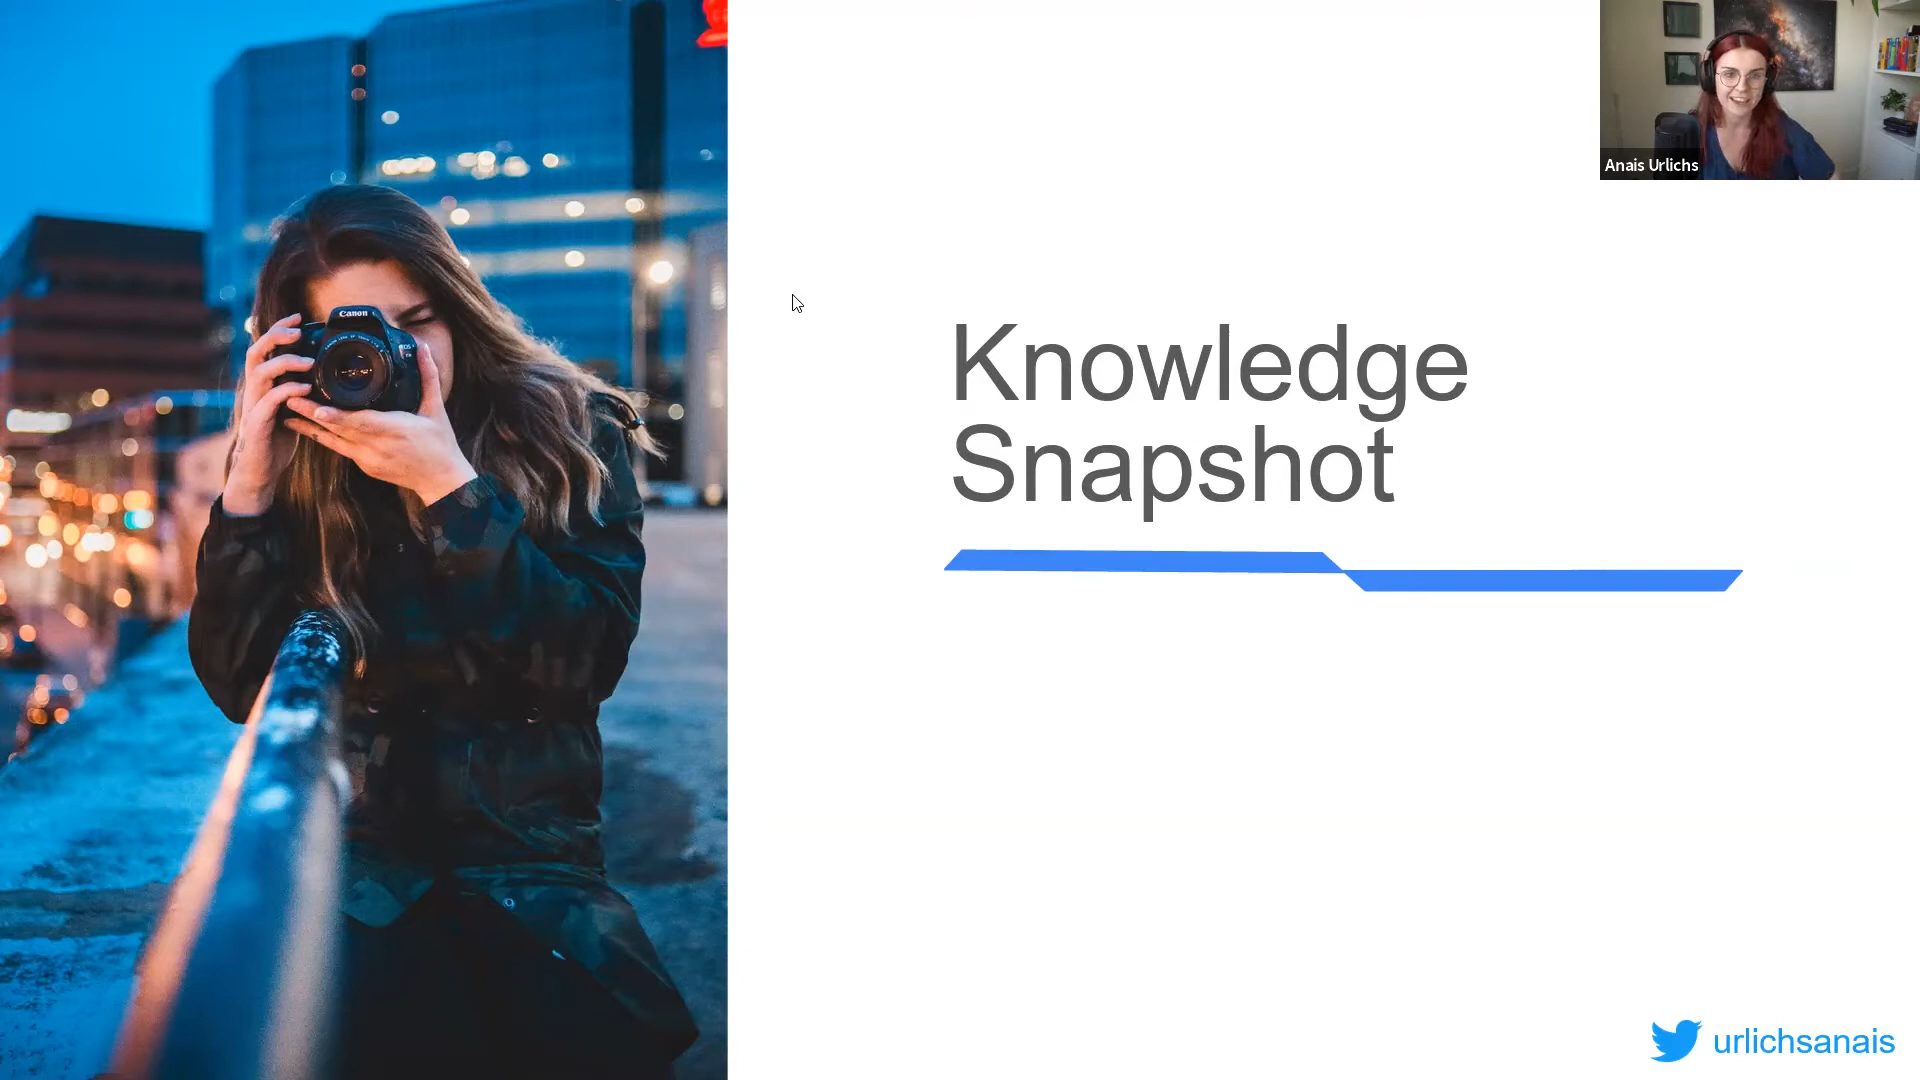 Anais Urlichs
Canon
Knowledge
Snapshot
urlichsanais